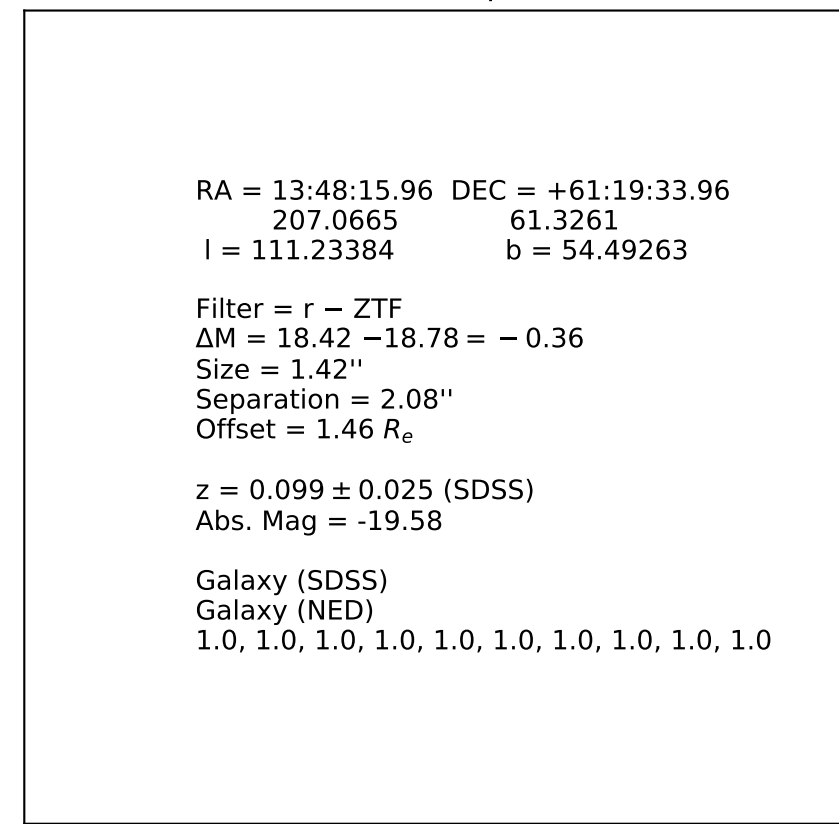 RA = 13:48:15.96 DEC = +61:19:33.96
207.0665 61.3261
l = 111.23384 b = 54.49263
Filter = r − ZTF
ΔM = 18.42 −18.78 = − 0.36
Size = 1.42''
Separation = 2.08''
Offset = 1.46 Rₑ
z = 0.099 ± 0.025 (SDSS)
Abs. Mag = -19.58
Galaxy (SDSS)
Galaxy (NED)
1.0, 1.0, 1.0, 1.0, 1.0, 1.0, 1.0, 1.0, 1.0, 1.0